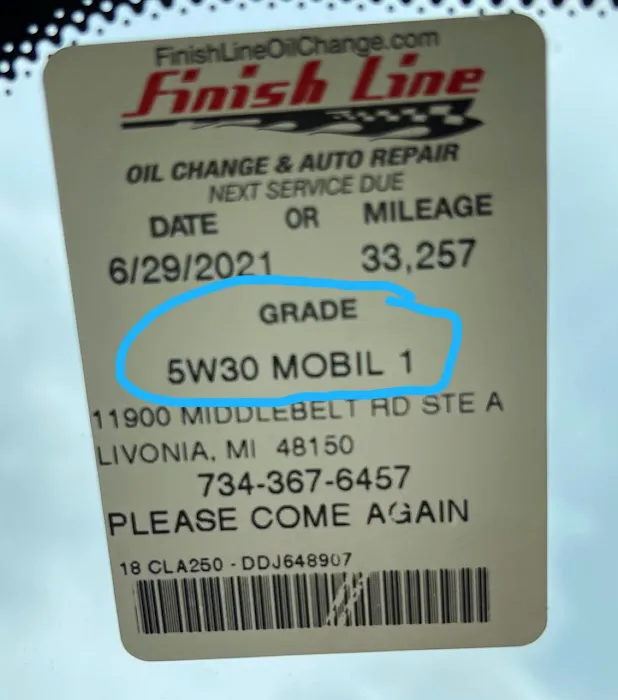 FinishLineOilChange.com
Finish Line
OIL CHANGE & AUTO REPAIR
NEXT SERVICE DUE
DATE OR MILEAGE
6/29/2021 33,257
GRADE
5W30 MOBIL 1
11900 MIDDLEBELT RD STE A
LIVONIA, MI 48150
734-367-6457
PLEASE COME AGAIN
18 CLA250 - DDJ648907